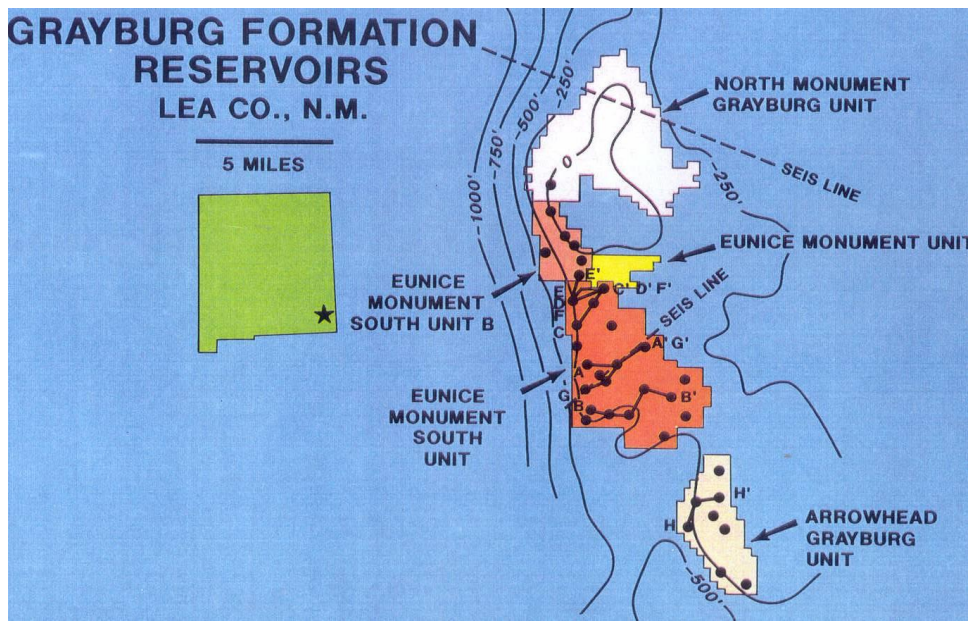 GRAYBURG FORMATION
RESERVOIRS
LEA CO., N.M.
5 MILES
-1000'
-750'
-500'
-250'
0
NORTH MONUMENT
GRAYBURG UNIT
SEIS LINE
-250'
EUNICE MONUMENT UNIT
EUNICE
MONUMENT
SOUTH UNIT B
E'
E
D
F
C
C' D' F'
SEIS LINE
A' G'
A
G
B
B'
EUNICE
MONUMENT
SOUTH
UNIT
H'
H
ARROWHEAD
GRAYBURG
UNIT
-500'